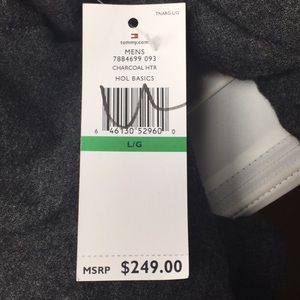 TNARG L/G
tommy.com
MENS
7884699 093
CHARCOAL HTR
HOL BASICS
6 46130 52960 0
L/G
MSRP $249.00